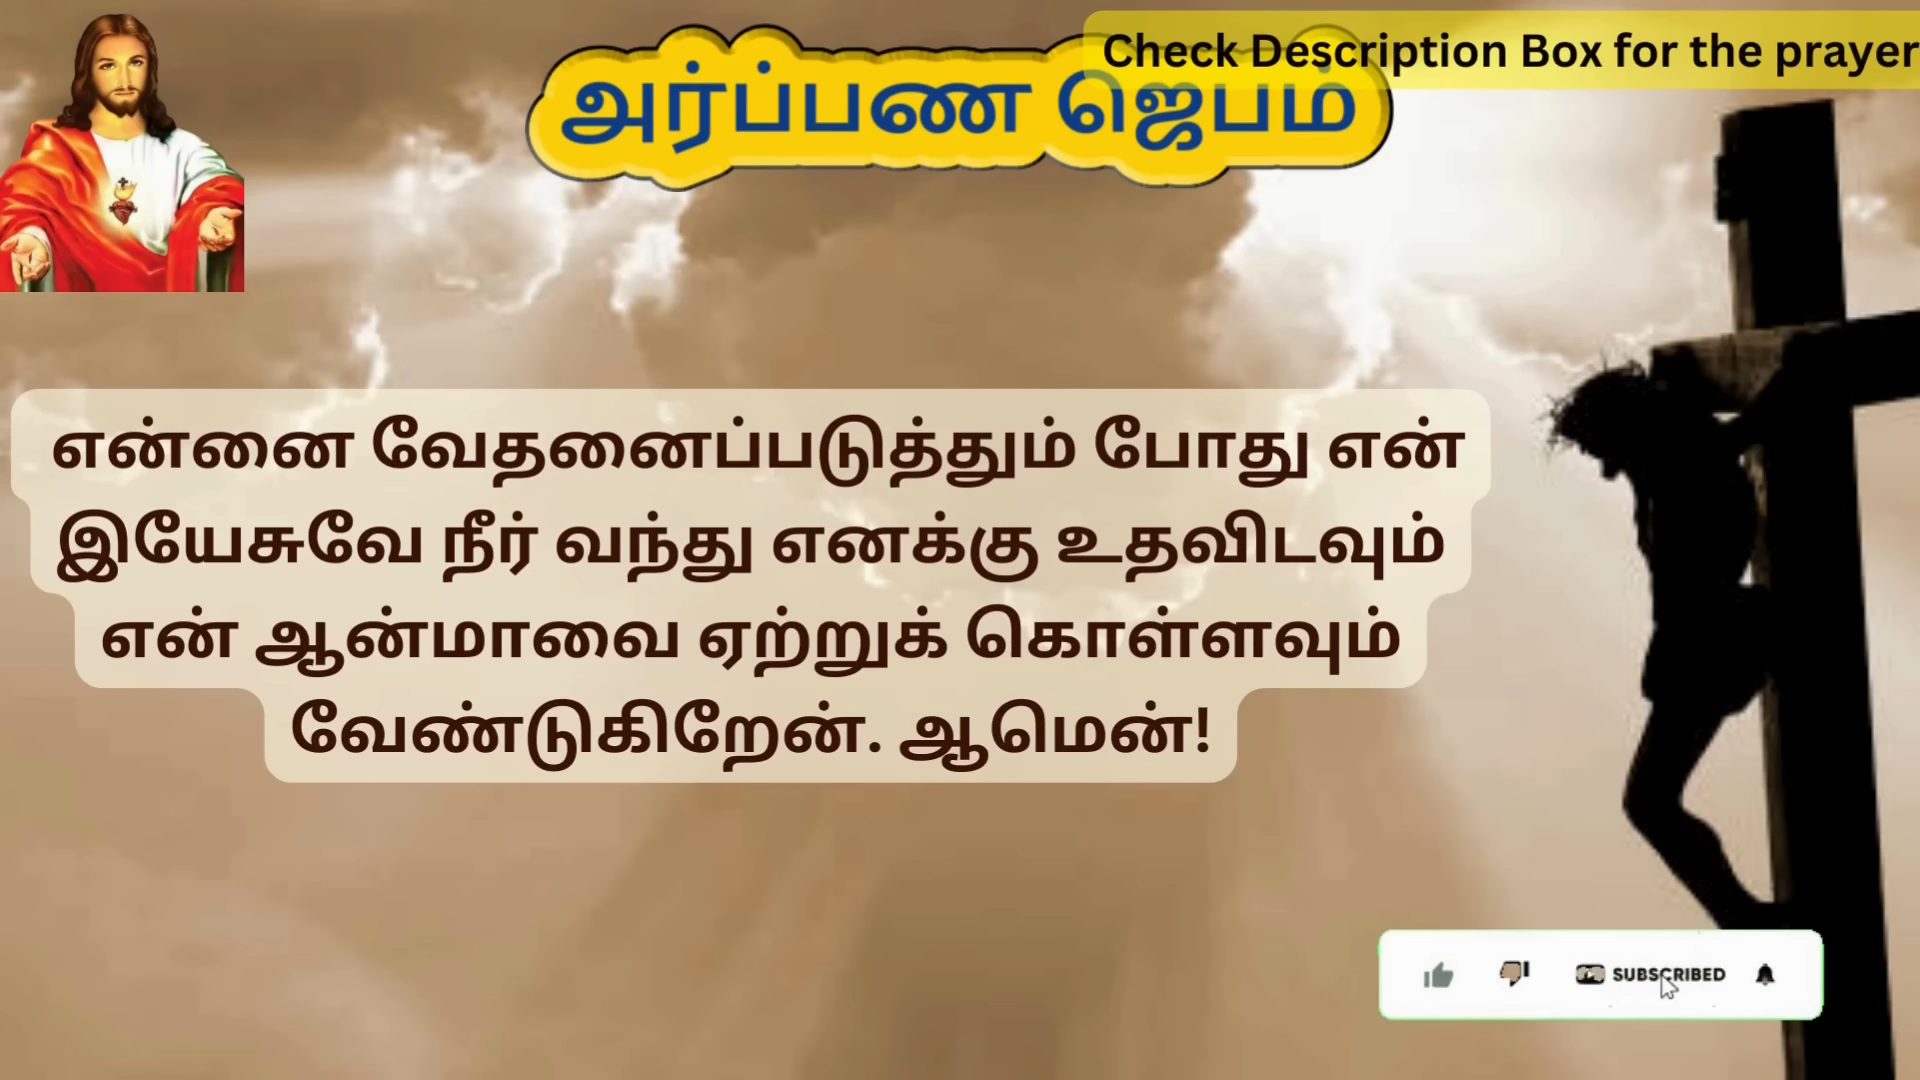 Check Description Box for the prayer
அர்ப்பண ஜெபம்
என்னை வேதனைப்படுத்தும் போது என்
இயேசுவே நீர் வந்து எனக்கு உதவிடவும்
என் ஆன்மாவை ஏற்றுக் கொள்ளவும்
வேண்டுகிறேன். ஆமென்!
SUBSCRIBED